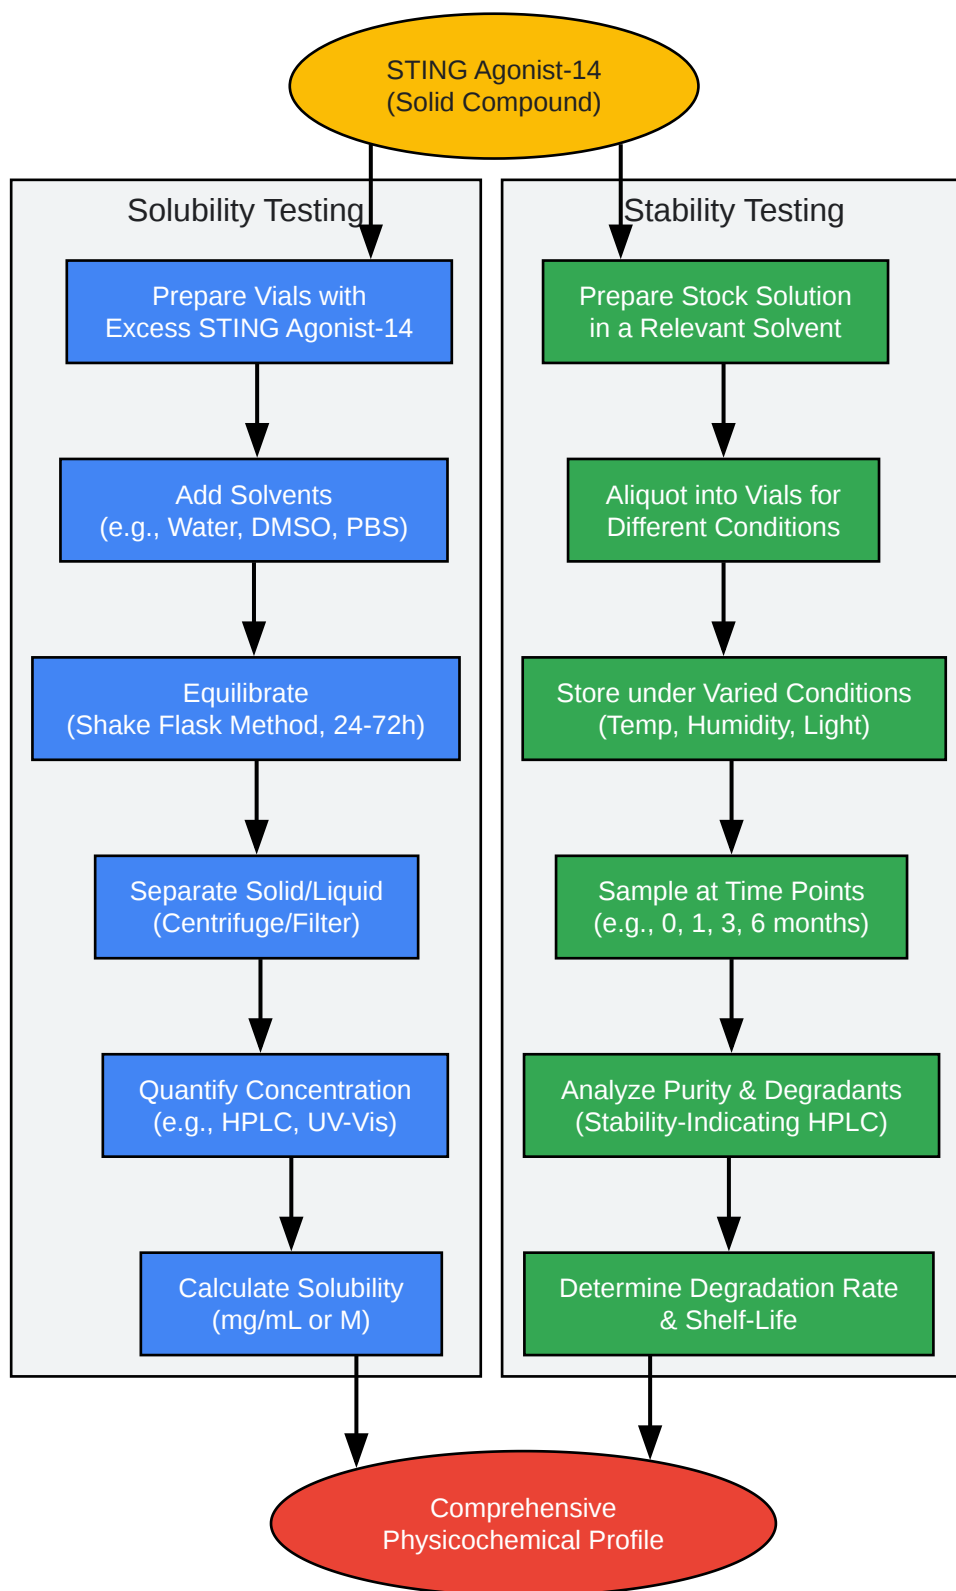 STING Agonist-14
(Solid Compound)
Solubility Testing
Prepare Vials with
Excess STING Agonist-14
Add Solvents
(e.g., Water, DMSO, PBS)
Equilibrate
(Shake Flask Method, 24-72h)
Separate Solid/Liquid
(Centrifuge/Filter)
Quantify Concentration
(e.g., HPLC, UV-Vis)
Calculate Solubility
(mg/mL or M)
Stability Testing
Prepare Stock Solution
in a Relevant Solvent
Aliquot into Vials for
Different Conditions
Store under Varied Conditions
(Temp, Humidity, Light)
Sample at Time Points
(e.g., 0, 1, 3, 6 months)
Analyze Purity & Degradants
(Stability-Indicating HPLC)
Determine Degradation Rate
& Shelf-Life
Comprehensive
Physicochemical Profile